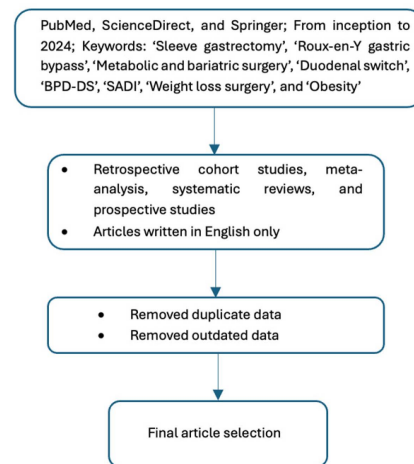 PubMed, ScienceDirect, and Springer; From inception to
2024; Keywords: ‘Sleeve gastrectomy’, ‘Roux-en-Y gastric
bypass’, ‘Metabolic and bariatric surgery’, ‘Duodenal switch’,
‘BPD-DS’, ‘SADI’, ‘Weight loss surgery’, and ‘Obesity’
• Retrospective cohort studies, meta-
analysis, systematic reviews, and
prospective studies
• Articles written in English only
• Removed duplicate data
• Removed outdated data
Final article selection